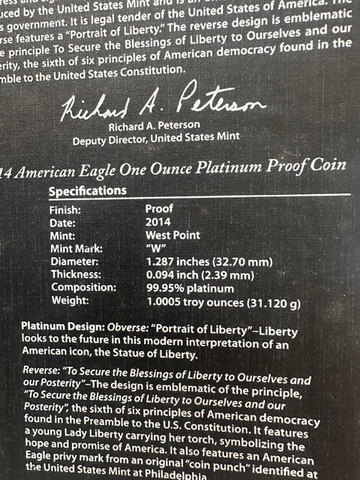 uced by the United States Mint and is an
s government. It is legal tender of the United States of America. The
rse features a "Portrait of Liberty." The reverse design is emblematic
e principle To Secure the Blessings of Liberty to Ourselves and our
erity, the sixth of six principles of American democracy found in the
mble to the United States Constitution.
Richard A. Peterson
Richard A. Peterson
Deputy Director, United States Mint
14 American Eagle One Ounce Platinum Proof Coin
Specifications
Finish: Proof
Date: 2014
Mint: West Point
Mint Mark: "W"
Diameter: 1.287 inches (32.70 mm)
Thickness: 0.094 inch (2.39 mm)
Composition: 99.95% platinum
Weight: 1.0005 troy ounces (31.120 g)
Platinum Design: Obverse: "Portrait of Liberty"–Liberty
looks to the future in this modern interpretation of an
American icon, the Statue of Liberty.
Reverse: "To Secure the Blessings of Liberty to Ourselves and
our Posterity"–The design is emblematic of the principle,
"To Secure the Blessings of Liberty to Ourselves and our
Posterity", the sixth of six principles of American democracy
found in the Preamble to the U.S. Constitution. It features
a young Lady Liberty carrying her torch, symbolizing the
hope and promise of America. It also features an American
Eagle privy mark from an original "coin punch" identified at
the United States Mint at Philadelphia